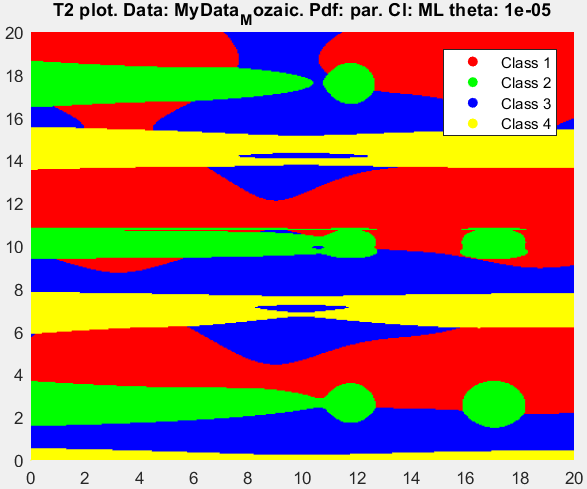 T2 plot. Data: MyData_Mozaic. Pdf: par. Cl: ML theta: 1e-05
20
18
16
14
12
10
8
6
4
2
0
Class 1
Class 2
Class 3
Class 4
0 2 4 6 8 10 12 14 16 18 20